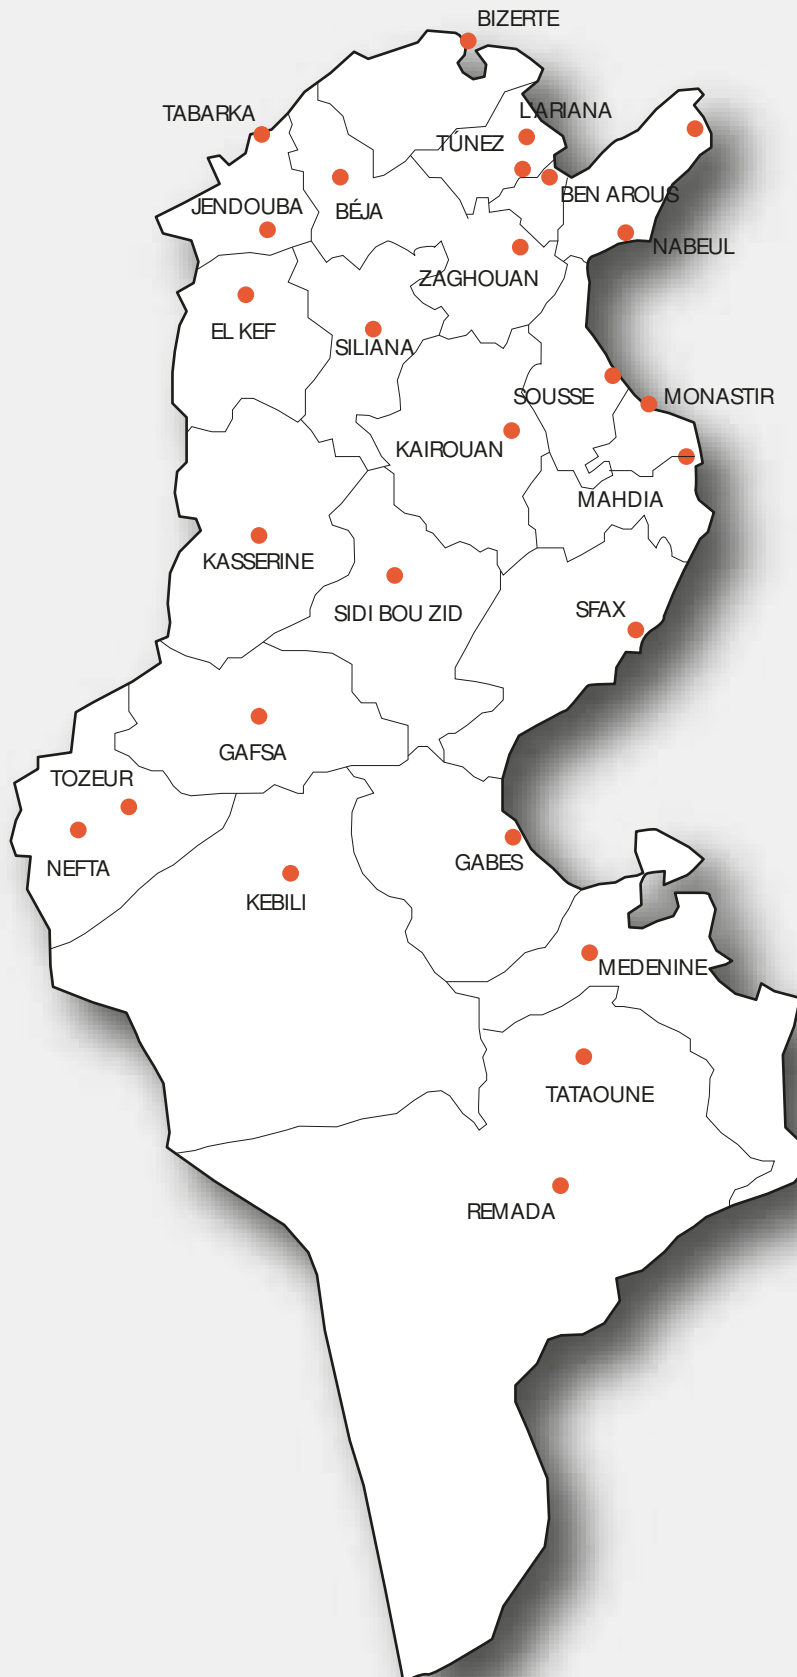 BIZERTE
TABARKA
L'ARIANA
TÚNEZ
BEN AROUS
JENDOUBA
BÉJA
NABEUL
ZAGHOUAN
EL KEF
SILIANA
SOUSSE
MONASTIR
KAIROUAN
MAHDIA
KASSERINE
SIDI BOU ZID
SFAX
GAFSA
TOZEUR
NEFTA
GABES
KEBILI
MEDENINE
TATAOUNE
REMADA